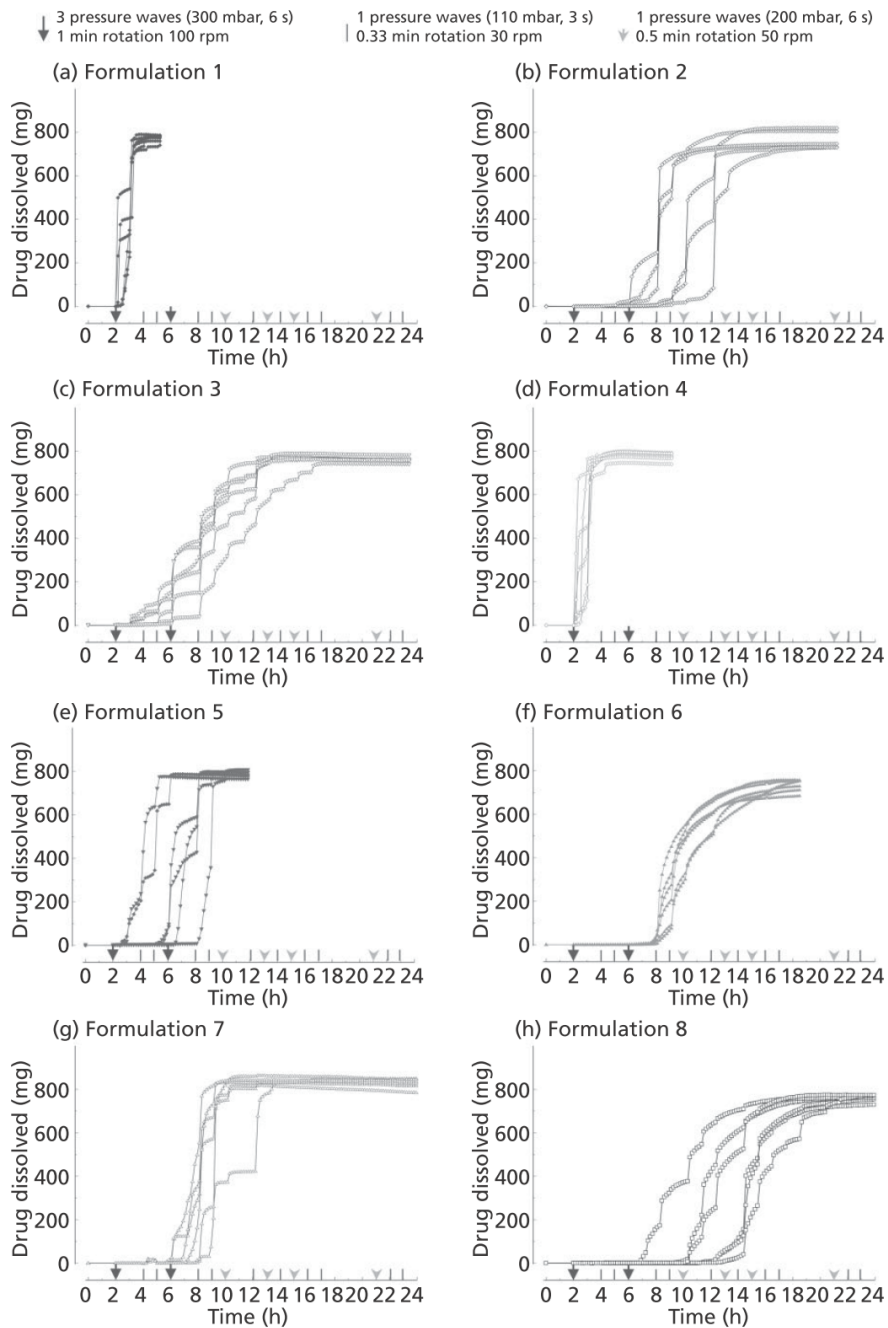 3 pressure waves (300 mbar, 6 s)
1 min rotation 100 rpm
1 pressure waves (110 mbar, 3 s)
0.33 min rotation 30 rpm
1 pressure waves (200 mbar, 6 s)
0.5 min rotation 50 rpm
(a) Formulation 1
Drug dissolved (mg)
800
600
400
200
0
0 2 4 6 8 10 12 14 16 18 20 22 24
Time (h)
(b) Formulation 2
Drug dissolved (mg)
800
600
400
200
0
0 2 4 6 8 10 12 14 16 18 20 22 24
Time (h)
(c) Formulation 3
Drug dissolved (mg)
800
600
400
200
0
0 2 4 6 8 10 12 14 16 18 20 22 24
Time (h)
(d) Formulation 4
Drug dissolved (mg)
800
600
400
200
0
0 2 4 6 8 10 12 14 16 18 20 22 24
Time (h)
(e) Formulation 5
Drug dissolved (mg)
800
600
400
200
0
0 2 4 6 8 10 12 14 16 18 20 22 24
Time (h)
(f) Formulation 6
Drug dissolved (mg)
800
600
400
200
0
0 2 4 6 8 10 12 14 16 18 20 22 24
Time (h)
(g) Formulation 7
Drug dissolved (mg)
800
600
400
200
0
0 2 4 6 8 10 12 14 16 18 20 22 24
Time (h)
(h) Formulation 8
Drug dissolved (mg)
800
600
400
200
0
0 2 4 6 8 10 12 14 16 18 20 22 24
Time (h)